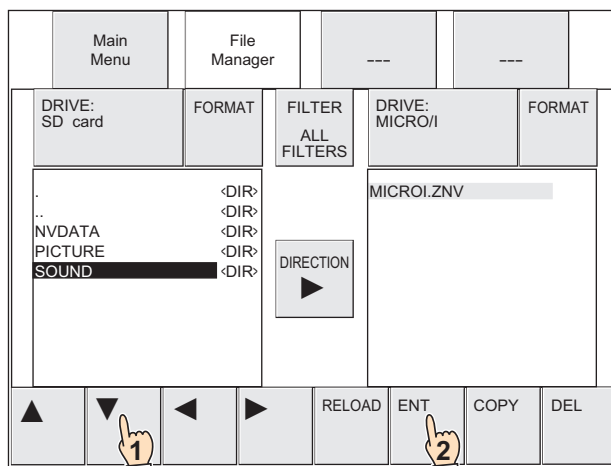 Main
Menu
File
Manager
---
---
DRIVE:
SD card
FORMAT
FILTER
ALL
FILTERS
DRIVE:
MICRO/I
FORMAT
. <DIR>
.. <DIR>
NVDATA <DIR>
PICTURE <DIR>
SOUND <DIR>
DIRECTION
▶
MICROI.ZNV
▲
▼
◀
▶
RELOAD
ENT
COPY
DEL
1
2